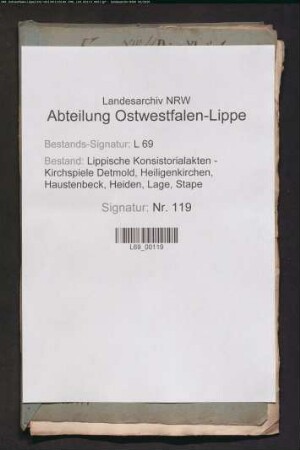 Landesarchiv NRW
Abteilung Ostwestfalen-Lippe
Bestands-Signatur: L 69
Bestand: Lippische Konsistorialakten -
Kirchspiele Detmold, Heiligenkirchen,
Haustenbeck, Heiden, Lage, Stape
Signatur: Nr. 119
L69_00119